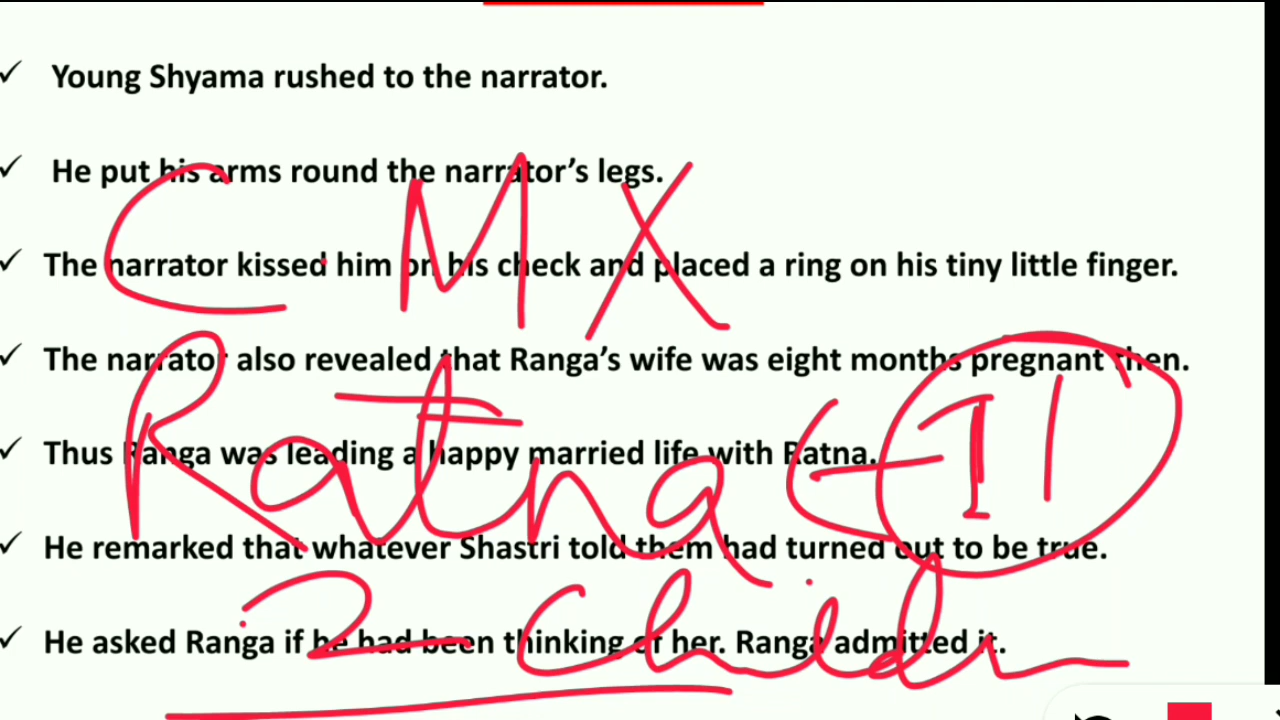 ✓ Young Shyama rushed to the narrator.
✓ He put his arms round the narrator's legs.
C M X
✓ The narrator kissed him on his check and placed a ring on his tiny little finger.
✓ The narrator also revealed that Ranga's wife was eight months pregnant then.
Ratna 11
✓ Thus Ranga was leading a happy married life with Ratna.
✓ He remarked that whatever Shastri told them had turned out to be true.
2 - Childr
✓ He asked Ranga if he had been thinking of her. Ranga admitted it.